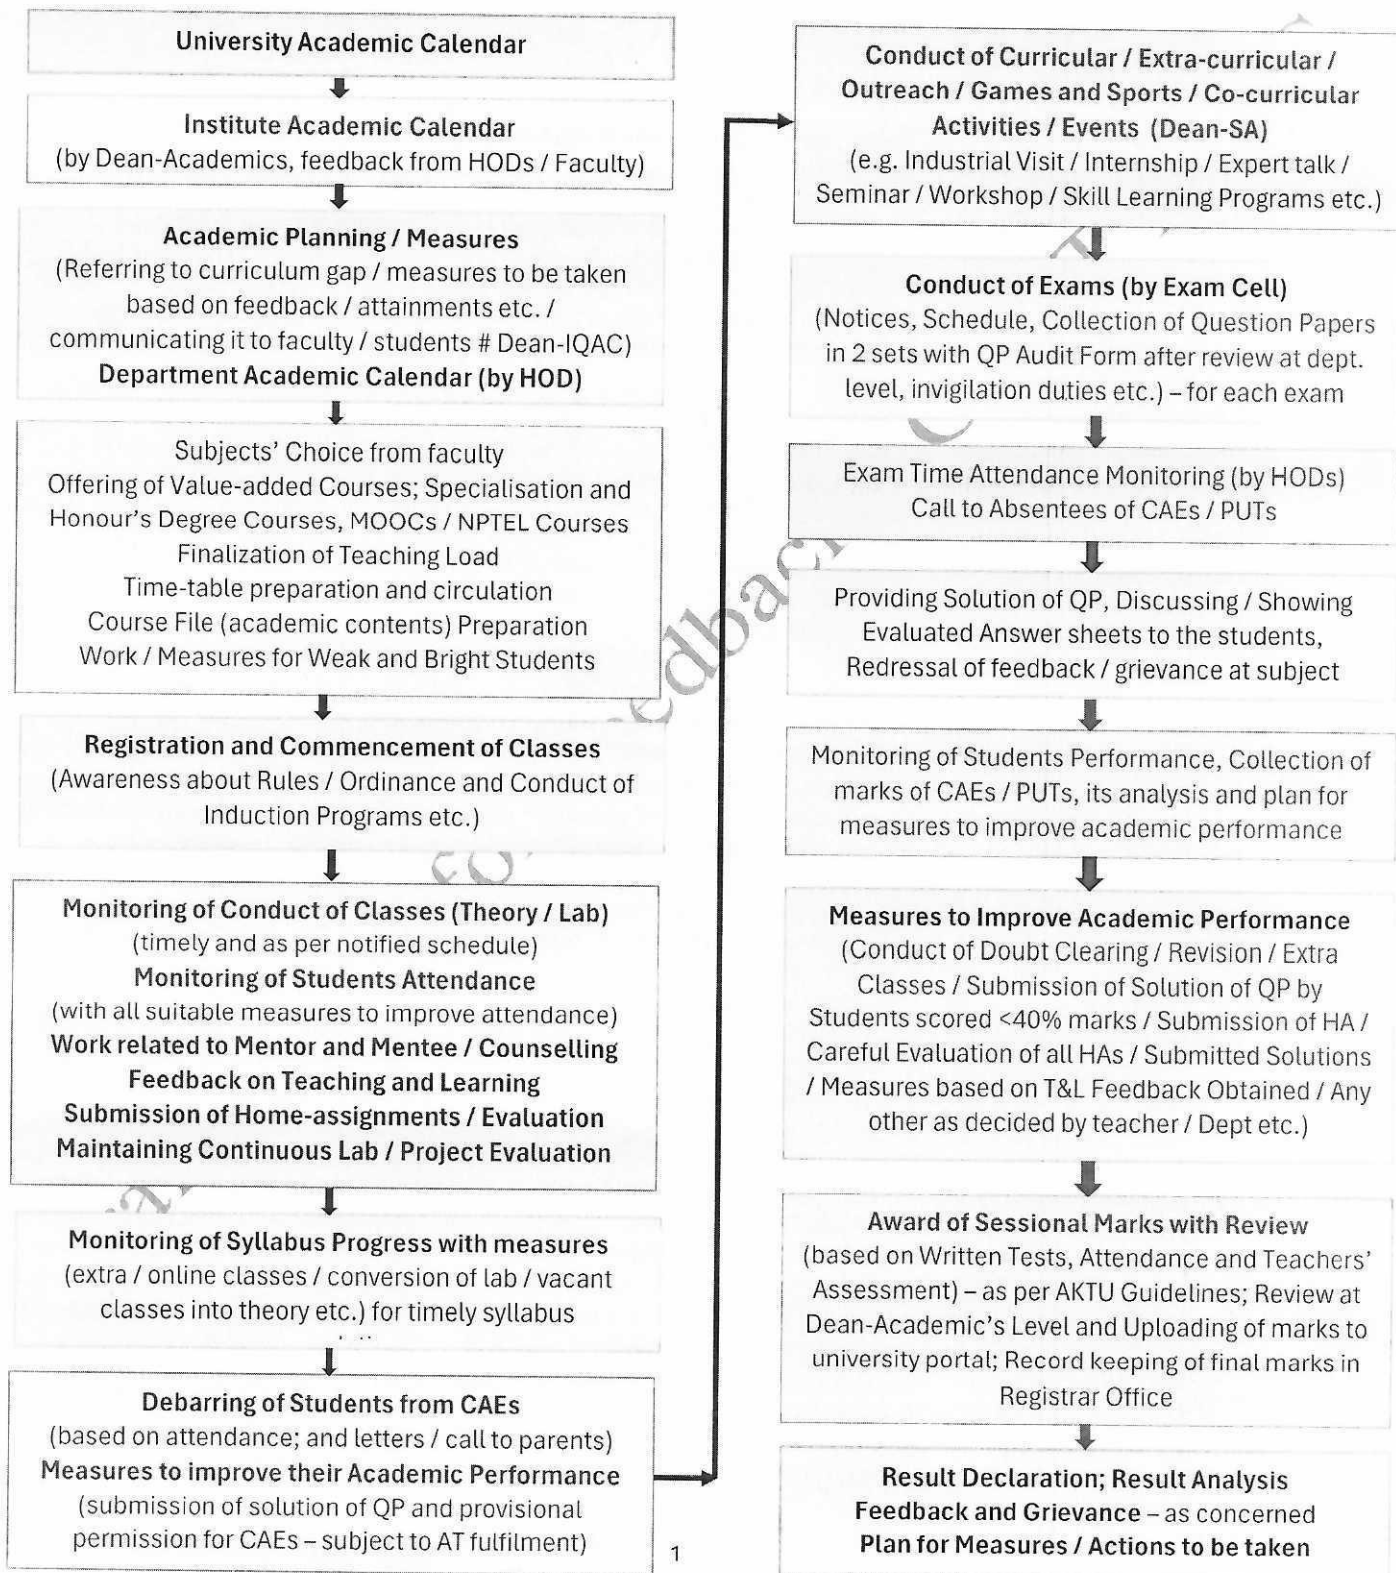 University Academic Calendar
Institute Academic Calendar
(by Dean-Academics, feedback from HODs / Faculty)
Academic Planning / Measures
(Referring to curriculum gap / measures to be taken
based on feedback / attainments etc. /
communicating it to faculty / students # Dean-IQAC)
Department Academic Calendar (by HOD)
Subjects’ Choice from faculty
Offering of Value-added Courses; Specialisation and
Honour’s Degree Courses, MOOCs / NPTEL Courses
Finalization of Teaching Load
Time-table preparation and circulation
Course File (academic contents) Preparation
Work / Measures for Weak and Bright Students
Registration and Commencement of Classes
(Awareness about Rules / Ordinance and Conduct of
Induction Programs etc.)
Monitoring of Conduct of Classes (Theory / Lab)
(timely and as per notified schedule)
Monitoring of Students Attendance
(with all suitable measures to improve attendance)
Work related to Mentor and Mentee / Counselling
Feedback on Teaching and Learning
Submission of Home-assignments / Evaluation
Maintaining Continuous Lab / Project Evaluation
Monitoring of Syllabus Progress with measures
(extra / online classes / conversion of lab / vacant
classes into theory etc.) for timely syllabus
Debarring of Students from CAEs
(based on attendance; and letters / call to parents)
Measures to improve their Academic Performance
(submission of solution of QP and provisional
permission for CAEs – subject to AT fulfilment)
Conduct of Curricular / Extra-curricular /
Outreach / Games and Sports / Co-curricular
Activities / Events (Dean-SA)
(e.g. Industrial Visit / Internship / Expert talk /
Seminar / Workshop / Skill Learning Programs etc.)
Conduct of Exams (by Exam Cell)
(Notices, Schedule, Collection of Question Papers
in 2 sets with QP Audit Form after review at dept.
level, invigilation duties etc.) – for each exam
Exam Time Attendance Monitoring (by HODs)
Call to Absentees of CAEs / PUTs
Providing Solution of QP, Discussing / Showing
Evaluated Answer sheets to the students,
Redressal of feedback / grievance at subject
Monitoring of Students Performance, Collection of
marks of CAEs / PUTs, its analysis and plan for
measures to improve academic performance
Measures to Improve Academic Performance
(Conduct of Doubt Clearing / Revision / Extra
Classes / Submission of Solution of QP by
Students scored <40% marks / Submission of HA /
Careful Evaluation of all HAs / Submitted Solutions
/ Measures based on T&L Feedback Obtained / Any
other as decided by teacher / Dept etc.)
Award of Sessional Marks with Review
(based on Written Tests, Attendance and Teachers’
Assessment) – as per AKTU Guidelines; Review at
Dean-Academic’s Level and Uploading of marks to
university portal; Record keeping of final marks in
Registrar Office
Result Declaration; Result Analysis
Feedback and Grievance – as concerned
Plan for Measures / Actions to be taken
1